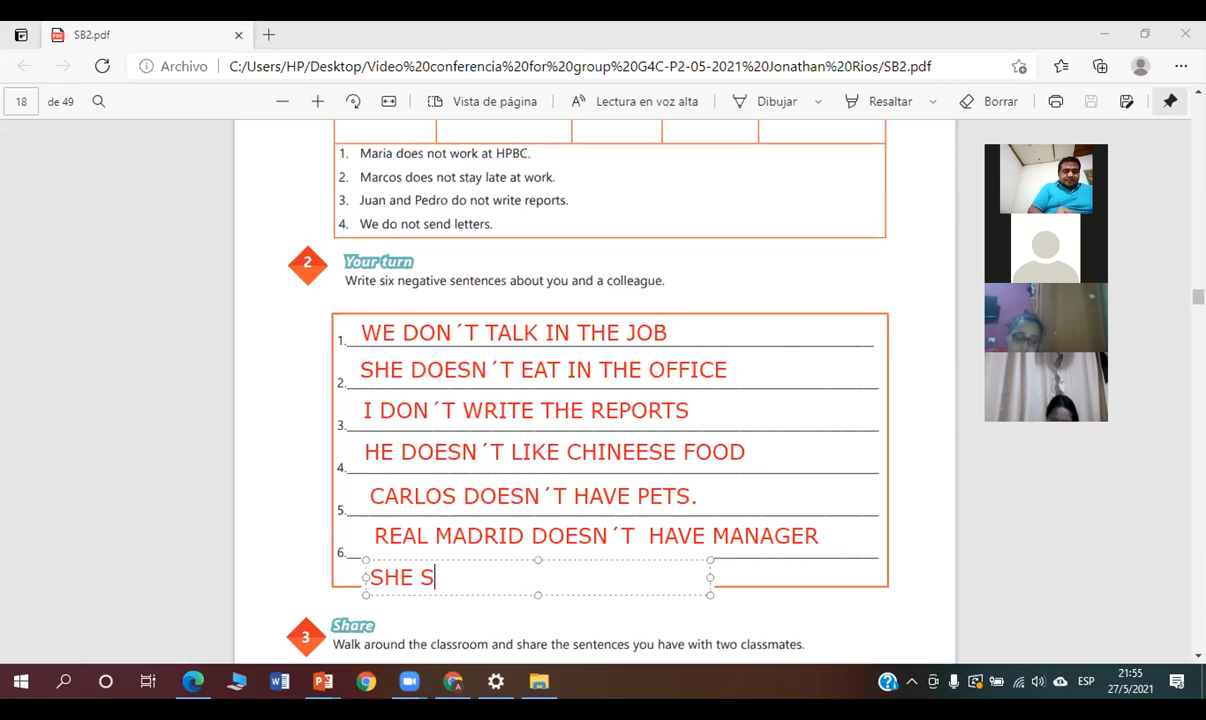 SB2.pdf
Archivo C:/Users/HP/Desktop/Video%20conferencia%20for%20group%20G4C-P2-05-2021%20Jonathan%20Rios/SB2.pdf
18 de 49 Vista de página Lectura en voz alta Dibujar Resaltar Borrar
1. Maria does not work at HPBC.
2. Marcos does not stay late at work.
3. Juan and Pedro do not write reports.
4. We do not send letters.
2 Your turn
Write six negative sentences about you and a colleague.
1. WE DON´T TALK IN THE JOB
2. SHE DOESN´T EAT IN THE OFFICE
3. I DON´T WRITE THE REPORTS
4. HE DOESN´T LIKE CHINEESE FOOD
5. CARLOS DOESN´T HAVE PETS.
6. REAL MADRID DOESN´T HAVE MANAGER
SHE S
3 Share
Walk around the classroom and share the sentences you have with two classmates.
ESP
21:55
27/5/2021